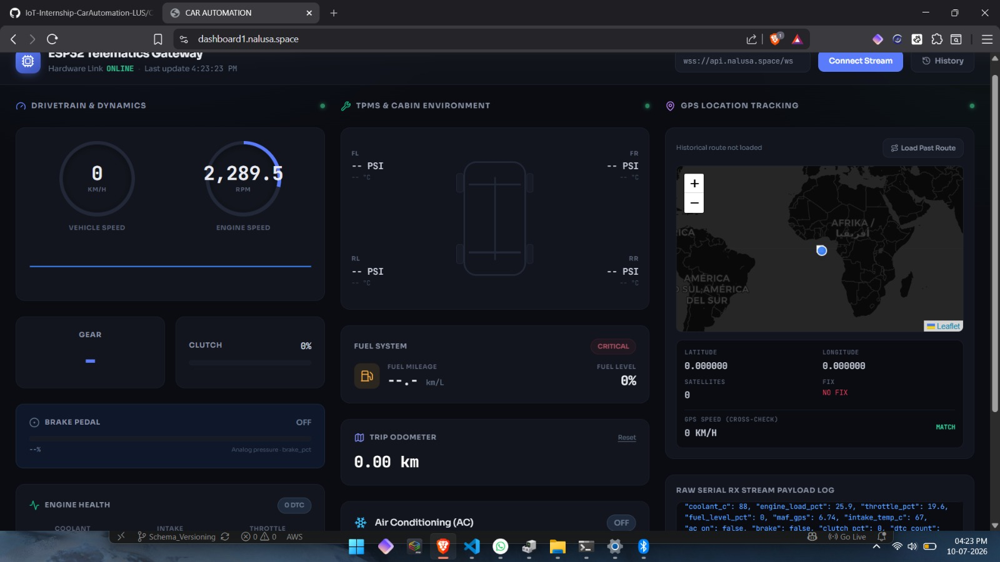 IoT-Internship-CarAutomation-LUS/C
CAR AUTOMATION
dashboard1.nalusa.space
1
ESP32 Telematics Gateway
Hardware Link ONLINE · Last update 4:23:23 PM
wss://api.nalusa.space/ws
Connect Stream
History
DRIVETRAIN & DYNAMICS
0
KM/H
VEHICLE SPEED
2,289.5
RPM
ENGINE SPEED
GEAR
-
CLUTCH
0%
BRAKE PEDAL
OFF
--%
Analog pressure · brake_pct
ENGINE HEALTH
0 DTC
COOLANT
INTAKE
THROTTLE
TPMS & CABIN ENVIRONMENT
FL
-- PSI
-- °C
FR
-- PSI
-- °C
RL
-- PSI
-- °C
RR
-- PSI
-- °C
FUEL SYSTEM
CRITICAL
FUEL MILEAGE
--.- km/L
FUEL LEVEL
0%
TRIP ODOMETER
Reset
0.00 km
Air Conditioning (AC)
OFF
GPS LOCATION TRACKING
Historical route not loaded
Load Past Route
+
−
AFRIKA /
أفريقيا
ICA
AMÉRICA
O SUL;AMÉRICA
DEL SUR
Leaflet
LATITUDE
0.000000
LONGITUDE
0.000000
SATELLITES
0
FIX
NO FIX
GPS SPEED (CROSS-CHECK)
0 KM/H
MATCH
RAW SERIAL RX STREAM PAYLOAD LOG
"coolant_c": 88, "engine_load_pct": 25.9, "throttle_pct": 19.6,
"fuel_level_pct": 0, "maf_gps": 6.74, "intake_temp_c": 67,
"ac_on": false, "brake": false, "clutch_pct": 0, "dtc_count":
Schema_Versioning
0
0
AWS
Go Live
04:23 PM
10-07-2026